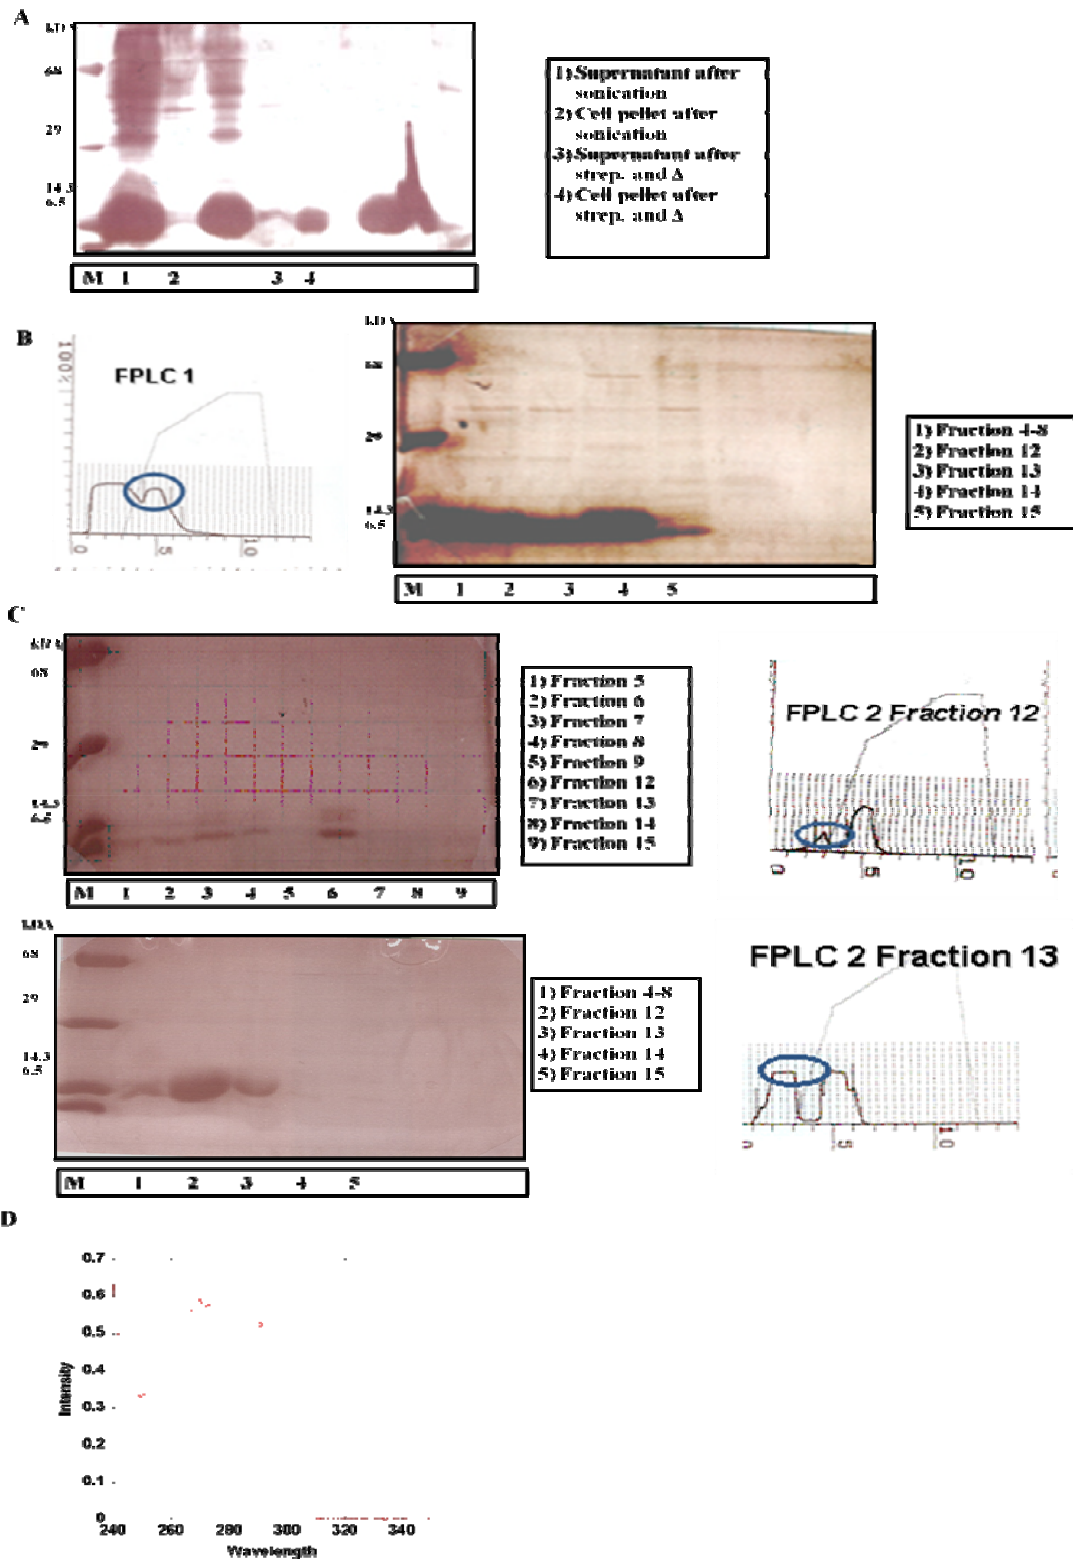 A
68
29
14.3
6.5
1) Supernatant after
sonication
2) Cell pellet after
sonication
3) Supernatant after
strep. and Δ
4) Cell pellet after
strep. and Δ
M 1 2 3 4
B
100%
FPLC 1
0 5 10
68
29
14.3
6.5
1) Fraction 4-8
2) Fraction 12
3) Fraction 13
4) Fraction 14
5) Fraction 15
M 1 2 3 4 5
C
68
29
14.3
1) Fraction 5
2) Fraction 6
3) Fraction 7
4) Fraction 8
5) Fraction 9
6) Fraction 12
7) Fraction 13
8) Fraction 14
9) Fraction 15
FPLC 2 Fraction 12
0 5 10
M 1 2 3 4 5 6 7 8 9
68
29
14.3
6.5
1) Fraction 4-8
2) Fraction 12
3) Fraction 13
4) Fraction 14
5) Fraction 15
FPLC 2 Fraction 13
0 5 10
M 1 2 3 4 5
D
0.7
0.6
0.5
0.4
0.3
0.2
0.1
0
Intensity
240 260 280 300 320 340
Wavelength